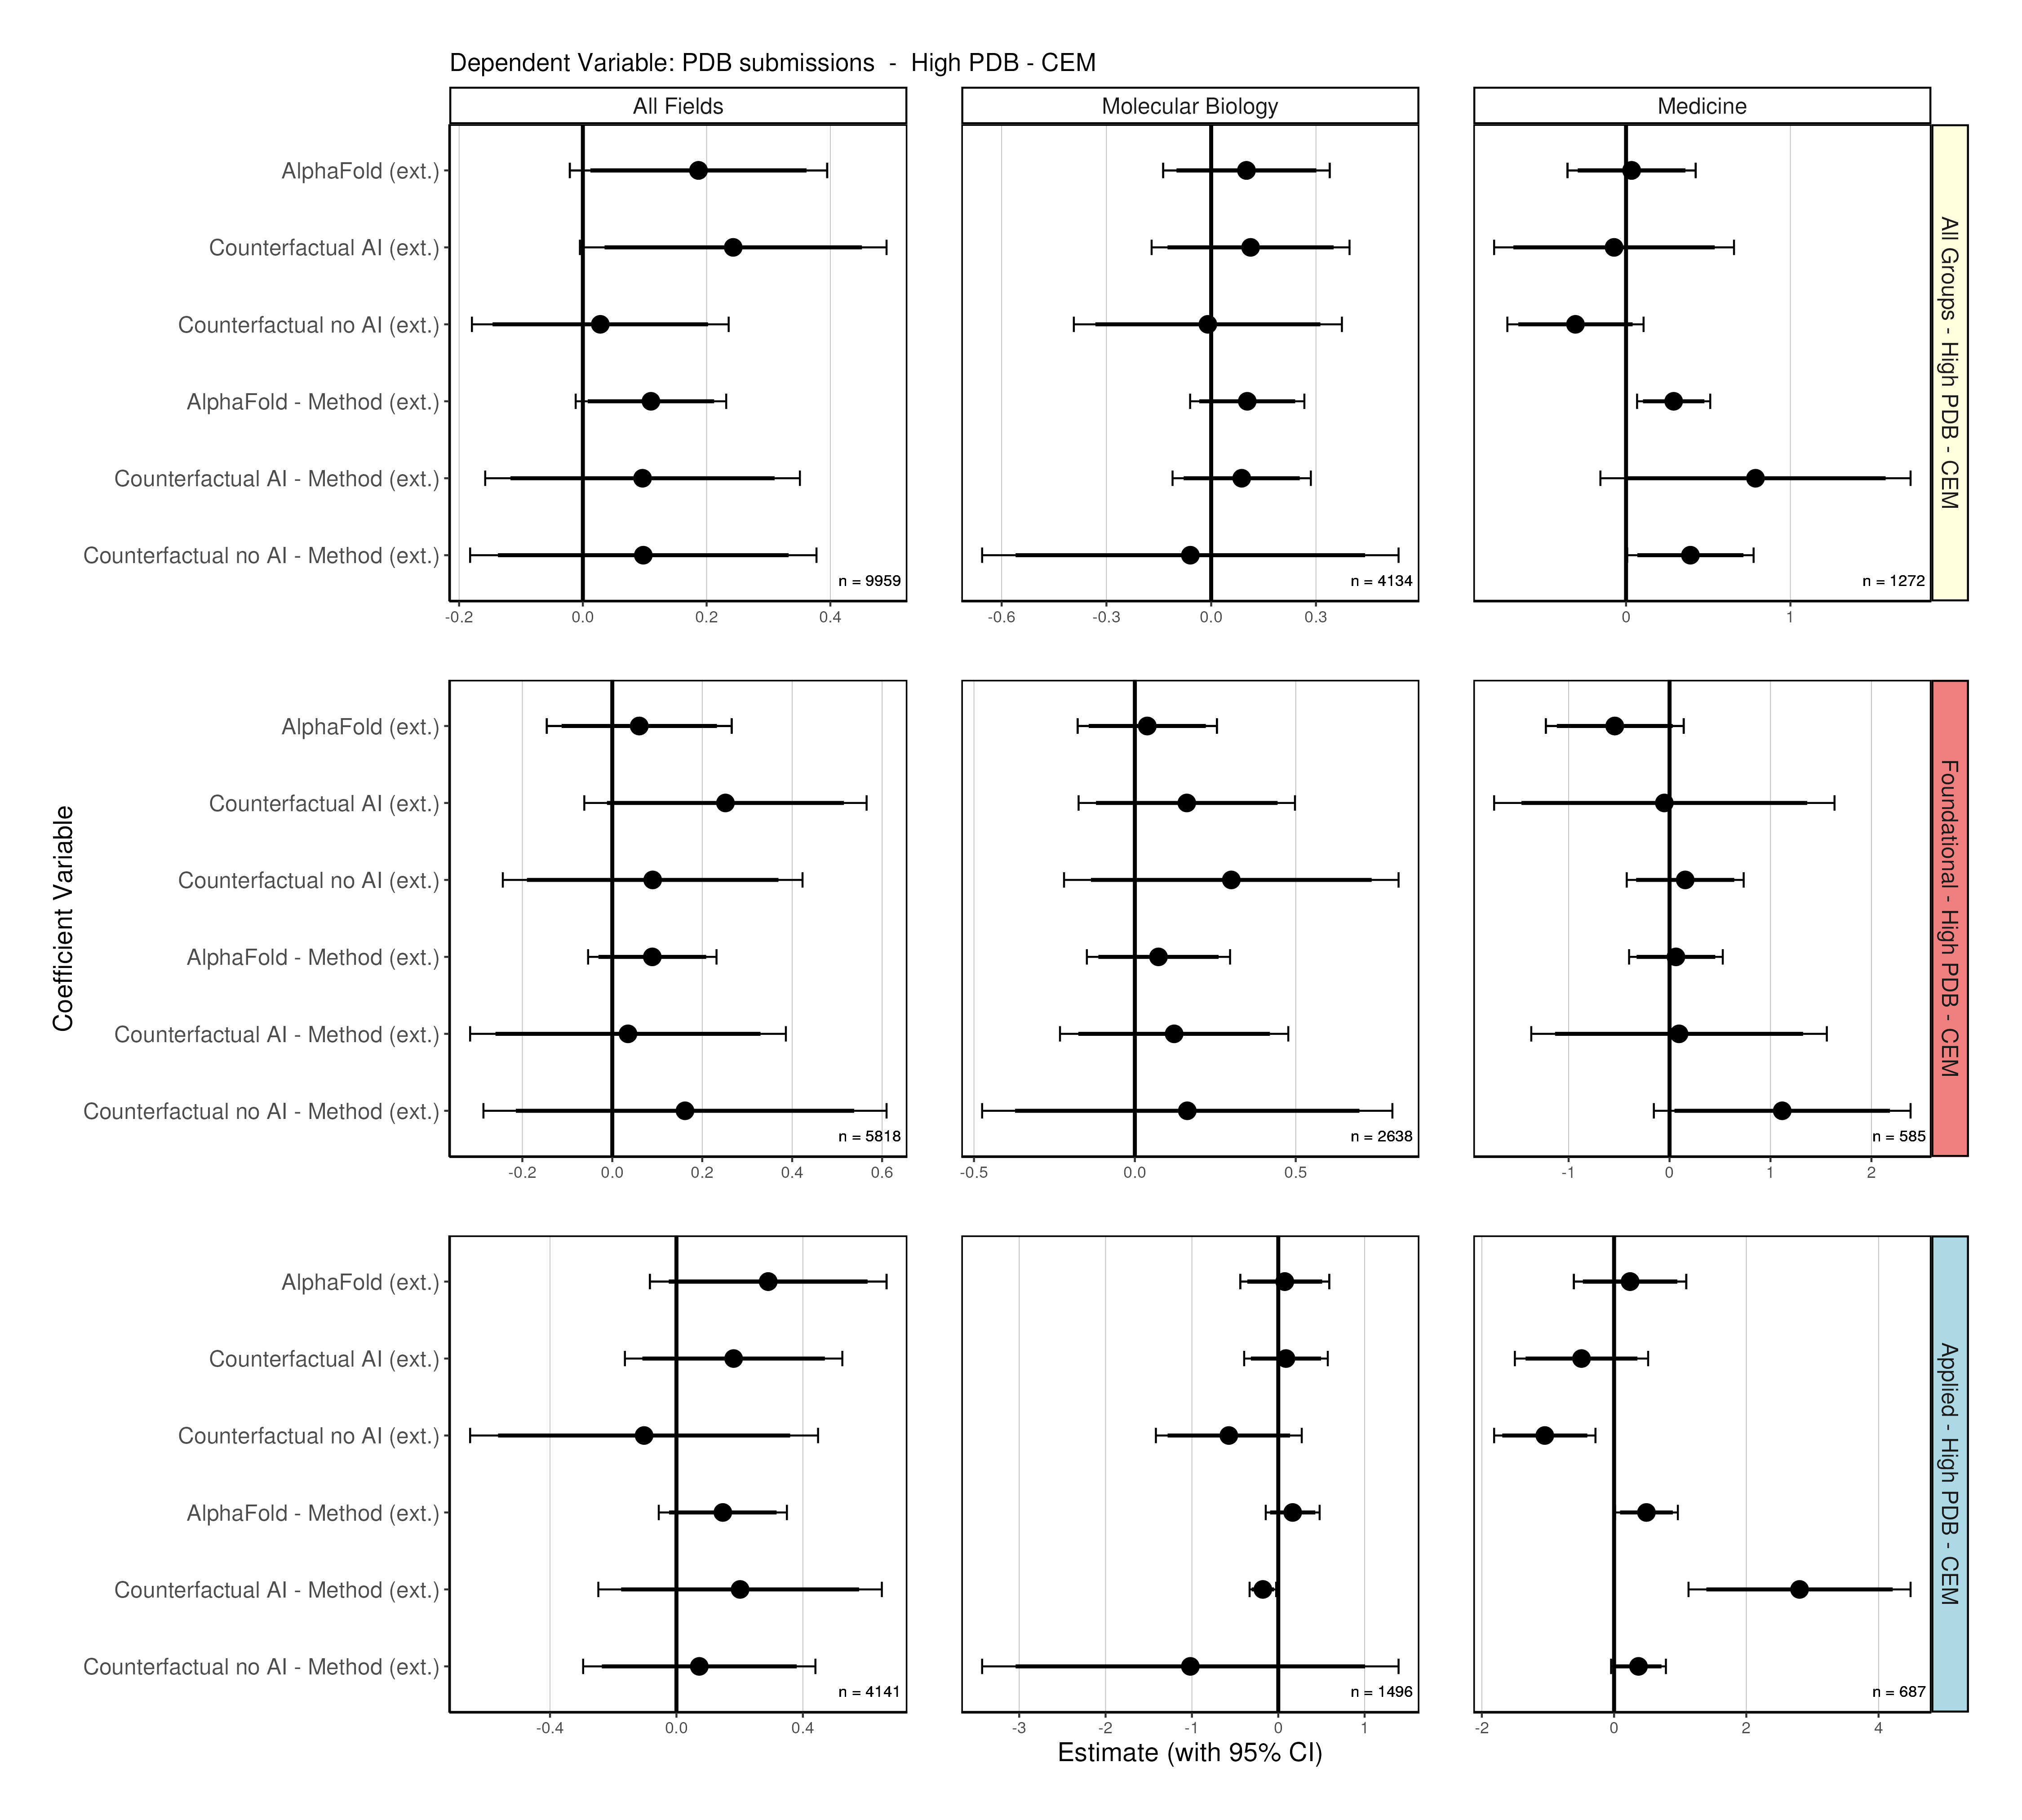 Dependent Variable: PDB submissions - High PDB - CEM
All Fields
Molecular Biology
Medicine
Coefficient Variable
AlphaFold (ext.)
Counterfactual AI (ext.)
Counterfactual no AI (ext.)
AlphaFold - Method (ext.)
Counterfactual AI - Method (ext.)
Counterfactual no AI - Method (ext.)
n = 9959
n = 4134
n = 1272
All Groups - High PDB - CEM
-0.2 0.0 0.2 0.4
-0.6 -0.3 0.0 0.3
0 1
AlphaFold (ext.)
Counterfactual AI (ext.)
Counterfactual no AI (ext.)
AlphaFold - Method (ext.)
Counterfactual AI - Method (ext.)
Counterfactual no AI - Method (ext.)
n = 5818
n = 2638
n = 585
Foundational - High PDB - CEM
-0.2 0.0 0.2 0.4 0.6
-0.5 0.0 0.5
-1 0 1 2
AlphaFold (ext.)
Counterfactual AI (ext.)
Counterfactual no AI (ext.)
AlphaFold - Method (ext.)
Counterfactual AI - Method (ext.)
Counterfactual no AI - Method (ext.)
n = 4141
n = 1496
n = 687
Applied - High PDB - CEM
-0.4 0.0 0.4
-3 -2 -1 0 1
-2 0 2 4
Estimate (with 95% CI)